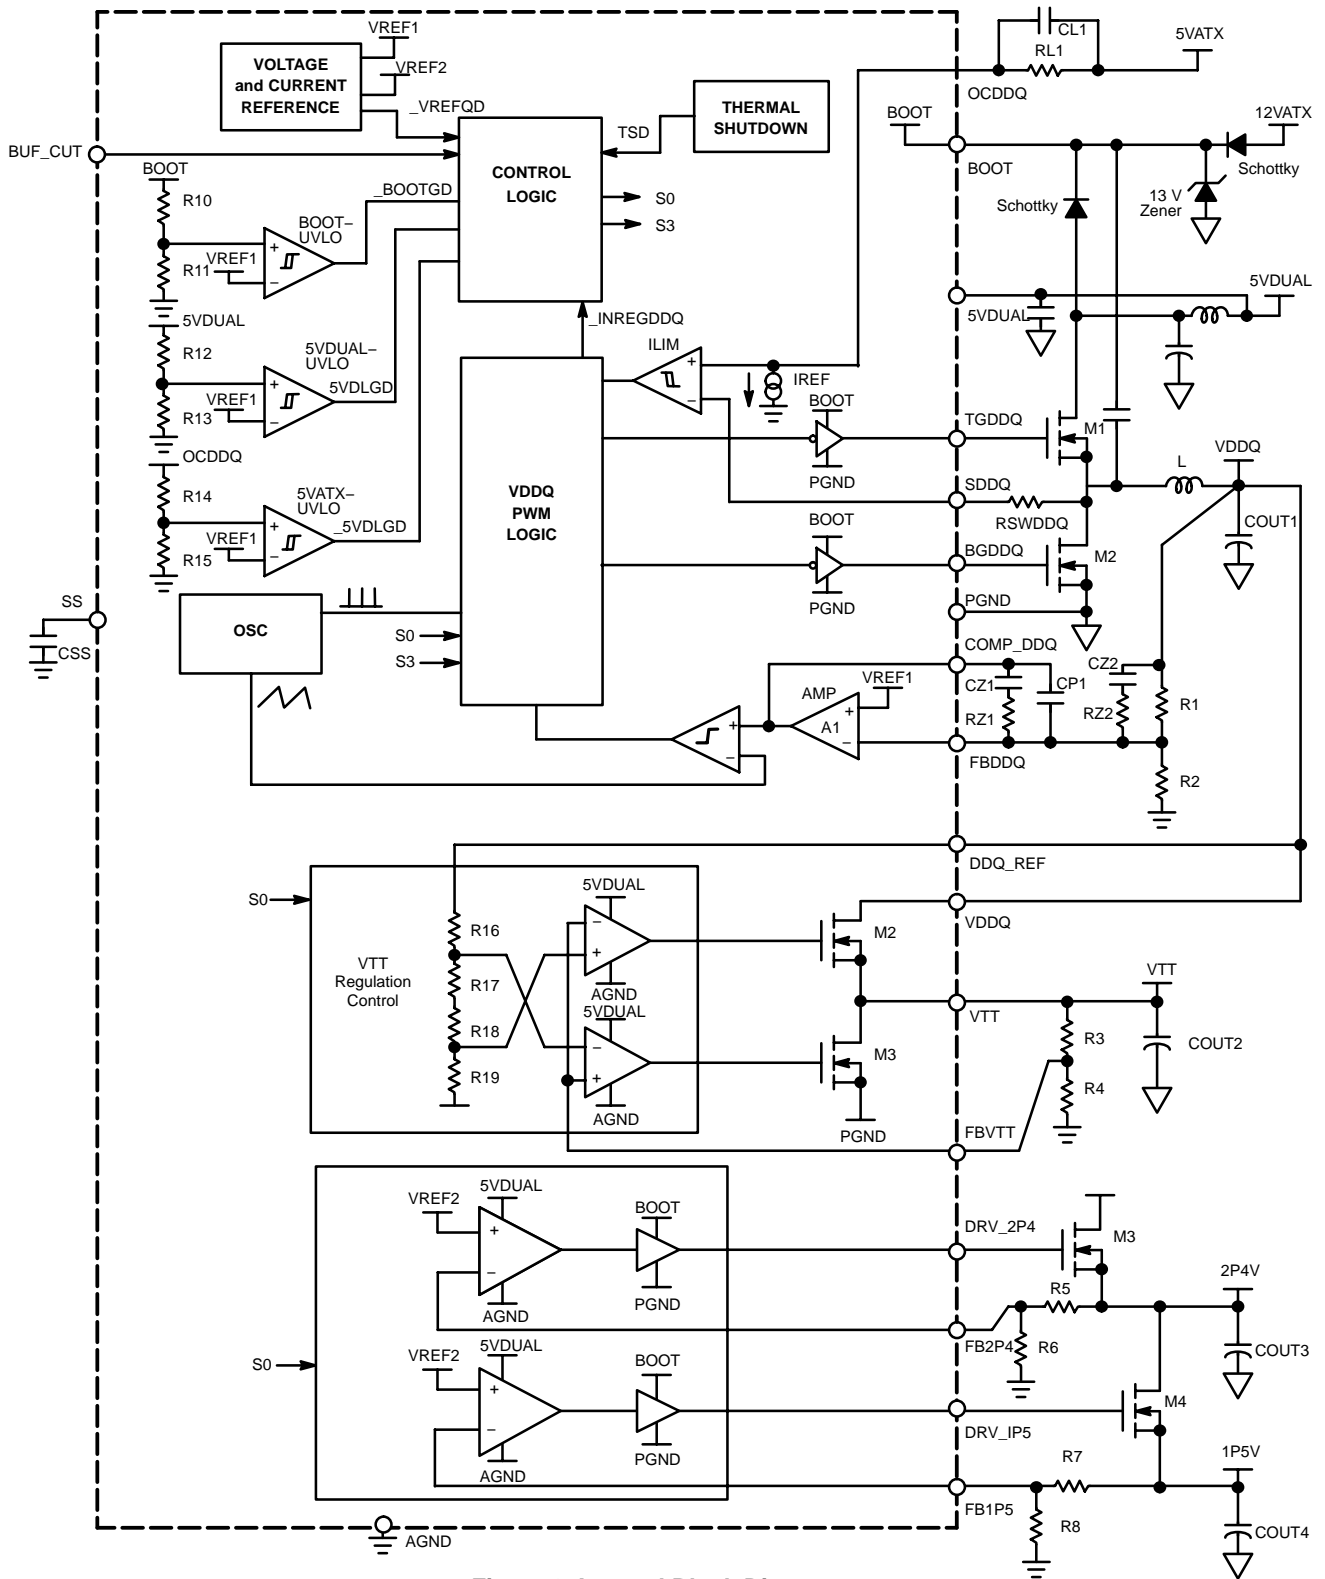 VREF1
CL1
5VATX
RL1
VOLTAGE
and CURRENT
REFERENCE
VREF2
OCDDQ
_VREFQD
THERMAL
SHUTDOWN
TSD
BOOT
12VATX
BUF_CUT
BOOT
BOOT
Schottky
CONTROL
LOGIC
R10
_BOOTGD
S0
S3
Schottky
13 V
Zener
BOOT–
UVLO
+
–
VREF1
R11
5VDUAL
5VDUAL
5VDUAL
_INREGDDQ
R12
5VDUAL–
UVLO
5VDLGD
ILIM
+
–
IREF
+
–
VREF1
R13
BOOT
TGDDQ
M1
OCDDQ
VDDQ
L
PGND
SDDQ
R14
5VATX–
UVLO
_5VDLGD
VDDQ
PWM
LOGIC
RSWDDQ
COUT1
BOOT
+
–
VREF1
R15
BGDDQ
M2
PGND
PGND
SS
CSS
OSC
S0
S3
COMP_DDQ
CZ2
VREF1
CZ1
CP1
AMP
A1
+
–
+
–
RZ1
RZ2
R1
FBDDQ
R2
DDQ_REF
S0
5VDUAL
VDDQ
–
+
R16
M2
VTT
Regulation
Control
R17
AGND
VTT
5VDUAL
VTT
R18
–
+
R3
COUT2
M3
R19
R4
AGND
PGND
FBVTT
5VDUAL
VREF2
BOOT
+
–
DRV_2P4
M3
2P4V
R5
AGND
PGND
FB2P4
R6
COUT3
S0
5VDUAL
VREF2
BOOT
+
–
M4
DRV_IP5
PGND
AGND
R7
1P5V
FB1P5
R8
COUT4
AGND